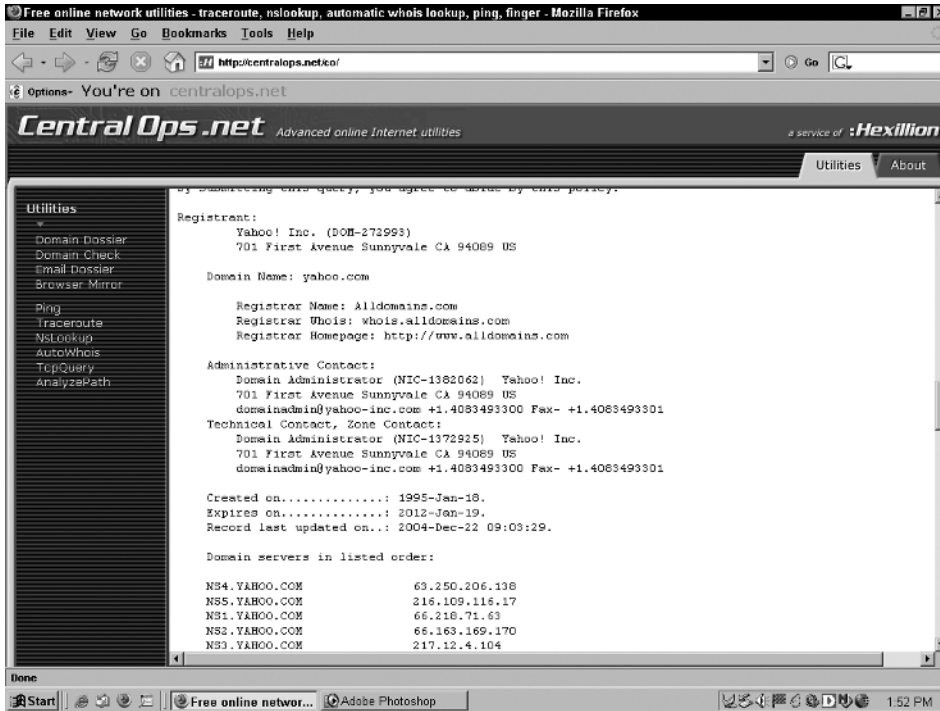 Free online network utilities - traceroute, nslookup, automatic whois lookup, ping, finger - Mozilla Firefox
File Edit View Go Bookmarks Tools Help
http://centralops.net/co/ Go G
Options- You're on centralops.net
Central Ops .net Advanced online Internet utilities a service of :Hexillion
Utilities About
by submitting this query, you agree to abide by this policy.
Utilities
Domain Dossier
Domain Check
Email Dossier
Browser Mirror
Ping
Traceroute
NsLookup
AutoWhois
TcpQuery
AnalyzePath
Registrant:
Yahoo! Inc. (DOM-272993)
701 First Avenue Sunnyvale CA 94089 US
Domain Name: yahoo.com
Registrar Name: Alldomains.com
Registrar Whois: whois.alldomains.com
Registrar Homepage: http://www.alldomains.com
Administrative Contact:
Domain Administrator (NIC-1382062) Yahoo! Inc.
701 First Avenue Sunnyvale CA 94089 US
domainadmin@yahoo-inc.com +1.4083493300 Fax- +1.4083493301
Technical Contact, Zone Contact:
Domain Administrator (NIC-1372925) Yahoo! Inc.
701 First Avenue Sunnyvale CA 94089 US
domainadmin@yahoo-inc.com +1.4083493300 Fax- +1.4083493301
Created on..............: 1995-Jan-18.
Expires on..............: 2012-Jan-19.
Record last updated on..: 2004-Dec-22 09:03:29.
Domain servers in listed order:
NS4.YAHOO.COM 63.250.206.138
NS5.YAHOO.COM 216.109.116.17
NS1.YAHOO.COM 66.218.71.63
NS2.YAHOO.COM 66.163.169.170
NS3.YAHOO.COM 217.12.4.104
Done
Start Free online networ... Adobe Photoshop 1:52 PM